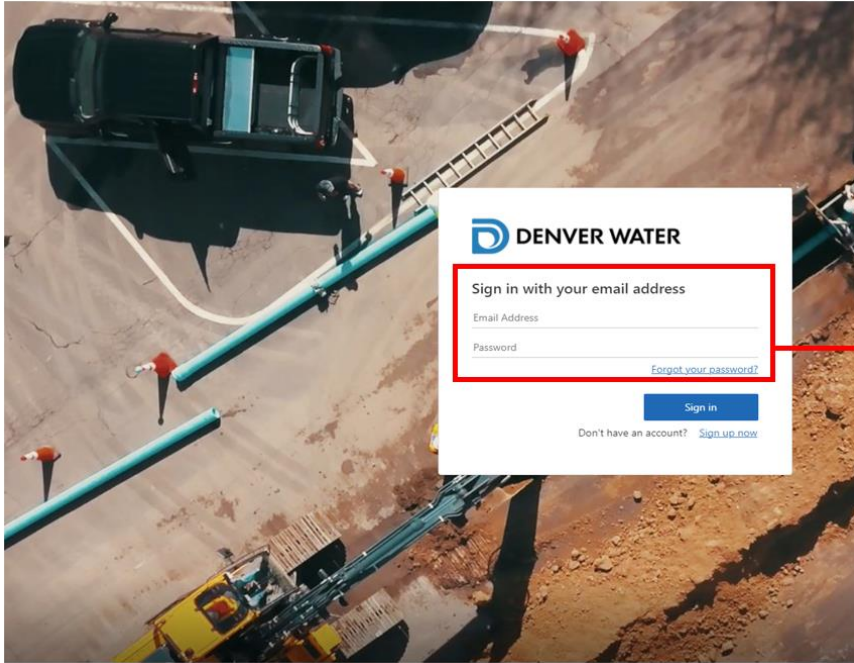 DENVER WATER
Sign in with your email address
Email Address
Password
Forgot your password?
Sign in
Don't have an account? Sign up now